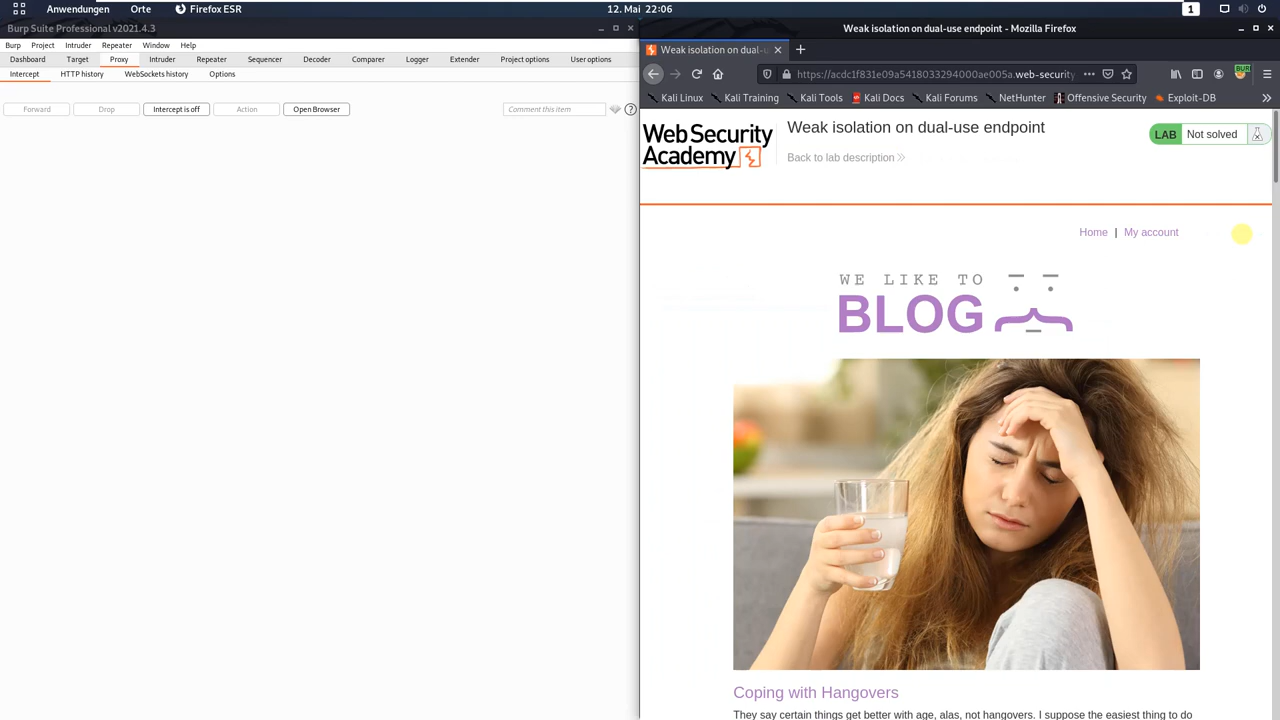 Anwendungen Orte Firefox ESR 12. Mai 22:06 1
Burp Suite Professional v2021.4.3
Burp Project Intruder Repeater Window Help
Dashboard Target Proxy Intruder Repeater Sequencer Decoder Comparer Logger Extender Project options User options
Intercept HTTP history WebSockets history Options
Forward Drop Intercept is off Action Open Browser Comment this item ?
Weak isolation on dual-use endpoint - Mozilla Firefox
Weak isolation on dual-u
https://acdc1f831e09a5418033294000ae005a.web-security
BUR
Kali Linux Kali Training Kali Tools Kali Docs Kali Forums NetHunter Offensive Security Exploit-DB
Web Security
Academy
Weak isolation on dual-use endpoint
Back to lab description
LAB Not solved
Home | My account
WE LIKE TO
BLOG
Coping with Hangovers
They say certain things get better with age, alas, not hangovers. I suppose the easiest thing to do